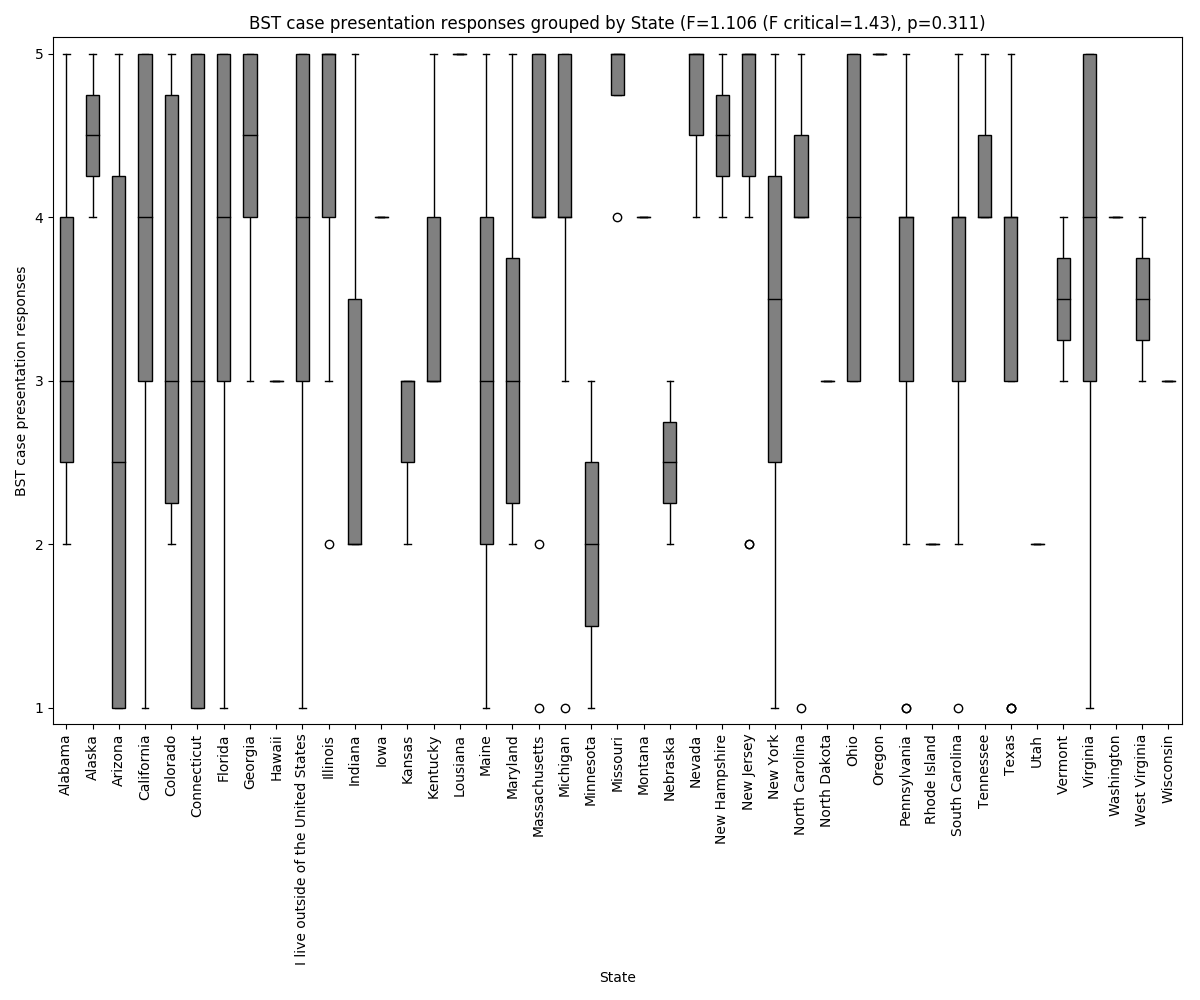 BST case presentation responses grouped by State (F=1.106 (F critical=1.43), p=0.311)
BST case presentation responses
5
4
3
2
1
Alabama
Alaska
Arizona
California
Colorado
Connecticut
Florida
Georgia
Hawaii
I live outside of the United States
Illinois
Indiana
Iowa
Kansas
Kentucky
Lousiana
Maine
Maryland
Massachusetts
Michigan
Minnesota
Missouri
Montana
Nebraska
Nevada
New Hampshire
New Jersey
New York
North Carolina
North Dakota
Ohio
Oregon
Pennsylvania
Rhode Island
South Carolina
Tennessee
Texas
Utah
Vermont
Virginia
Washington
West Virginia
Wisconsin
State